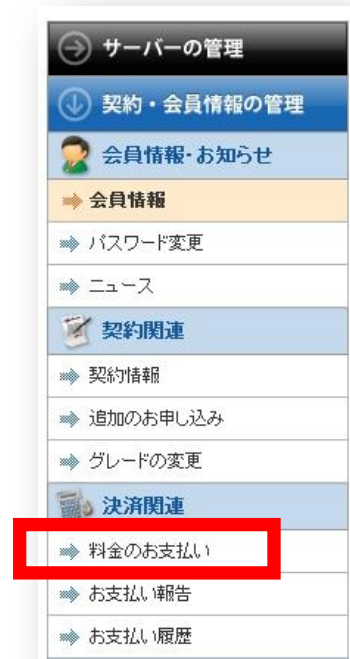 サーバーの管理
契約・会員情報の管理
会員情報・お知らせ
会員情報
パスワード変更
ニュース
契約関連
契約情報
追加のお申し込み
グレードの変更
決済関連
料金のお支払い
お支払い報告
お支払い履歴